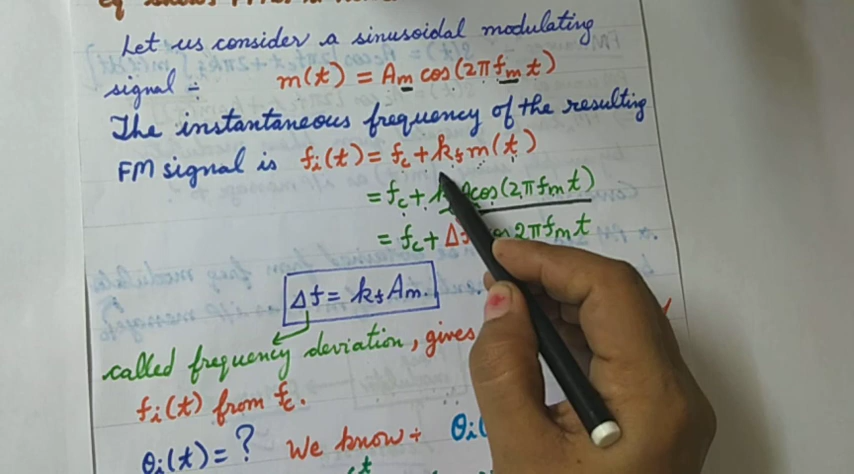 Let us consider a sinusoidal modulating
signal ÷ m(t) = Am cos(2π fm t)
The instantaneous frequency of the resulting
FM signal is fi(t) = fc + kf m(t)
= fc + cos(2π fm t)
= fc + Δ cos 2π fm t
Δf = kf Am.
called frequency deviation, gives
fi(t) from fc.
θi(t) = ? We know ÷ θi(
t